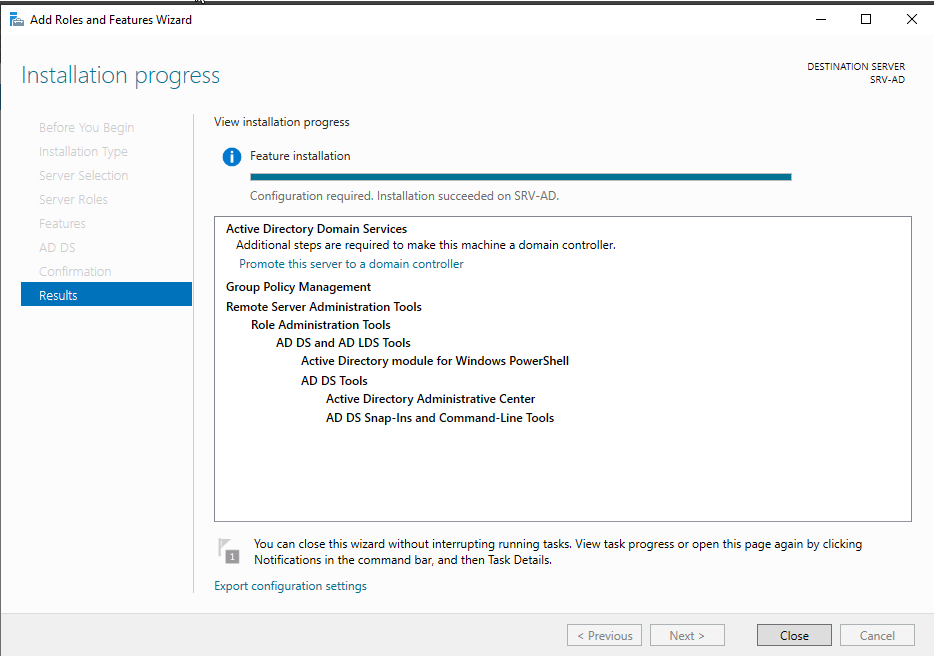 Add Roles and Features Wizard
Installation progress
DESTINATION SERVER
SRV-AD
Before You Begin
Installation Type
Server Selection
Server Roles
Features
AD DS
Confirmation
Results
View installation progress
Feature installation
Configuration required. Installation succeeded on SRV-AD.
Active Directory Domain Services
Additional steps are required to make this machine a domain controller.
Promote this server to a domain controller
Group Policy Management
Remote Server Administration Tools
Role Administration Tools
AD DS and AD LDS Tools
Active Directory module for Windows PowerShell
AD DS Tools
Active Directory Administrative Center
AD DS Snap-Ins and Command-Line Tools
1
You can close this wizard without interrupting running tasks. View task progress or open this page again by clicking
Notifications in the command bar, and then Task Details.
Export configuration settings
< Previous
Next >
Close
Cancel